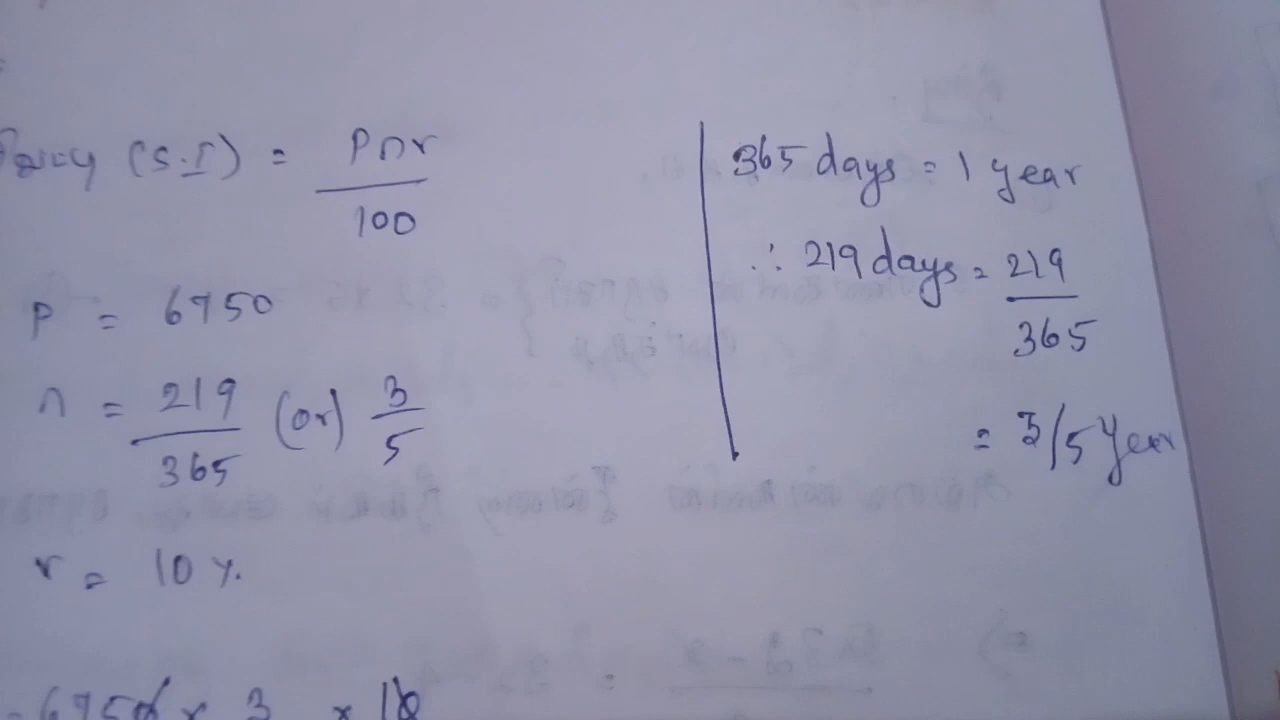 (S.I) = Pnr
100
P = 6750
n = 219 (or) 3
365 5
r = 10 %.
= 6750 x 3 x 10
365 days = 1 year
∴ 219 days = 219
365
= 3/5 Year